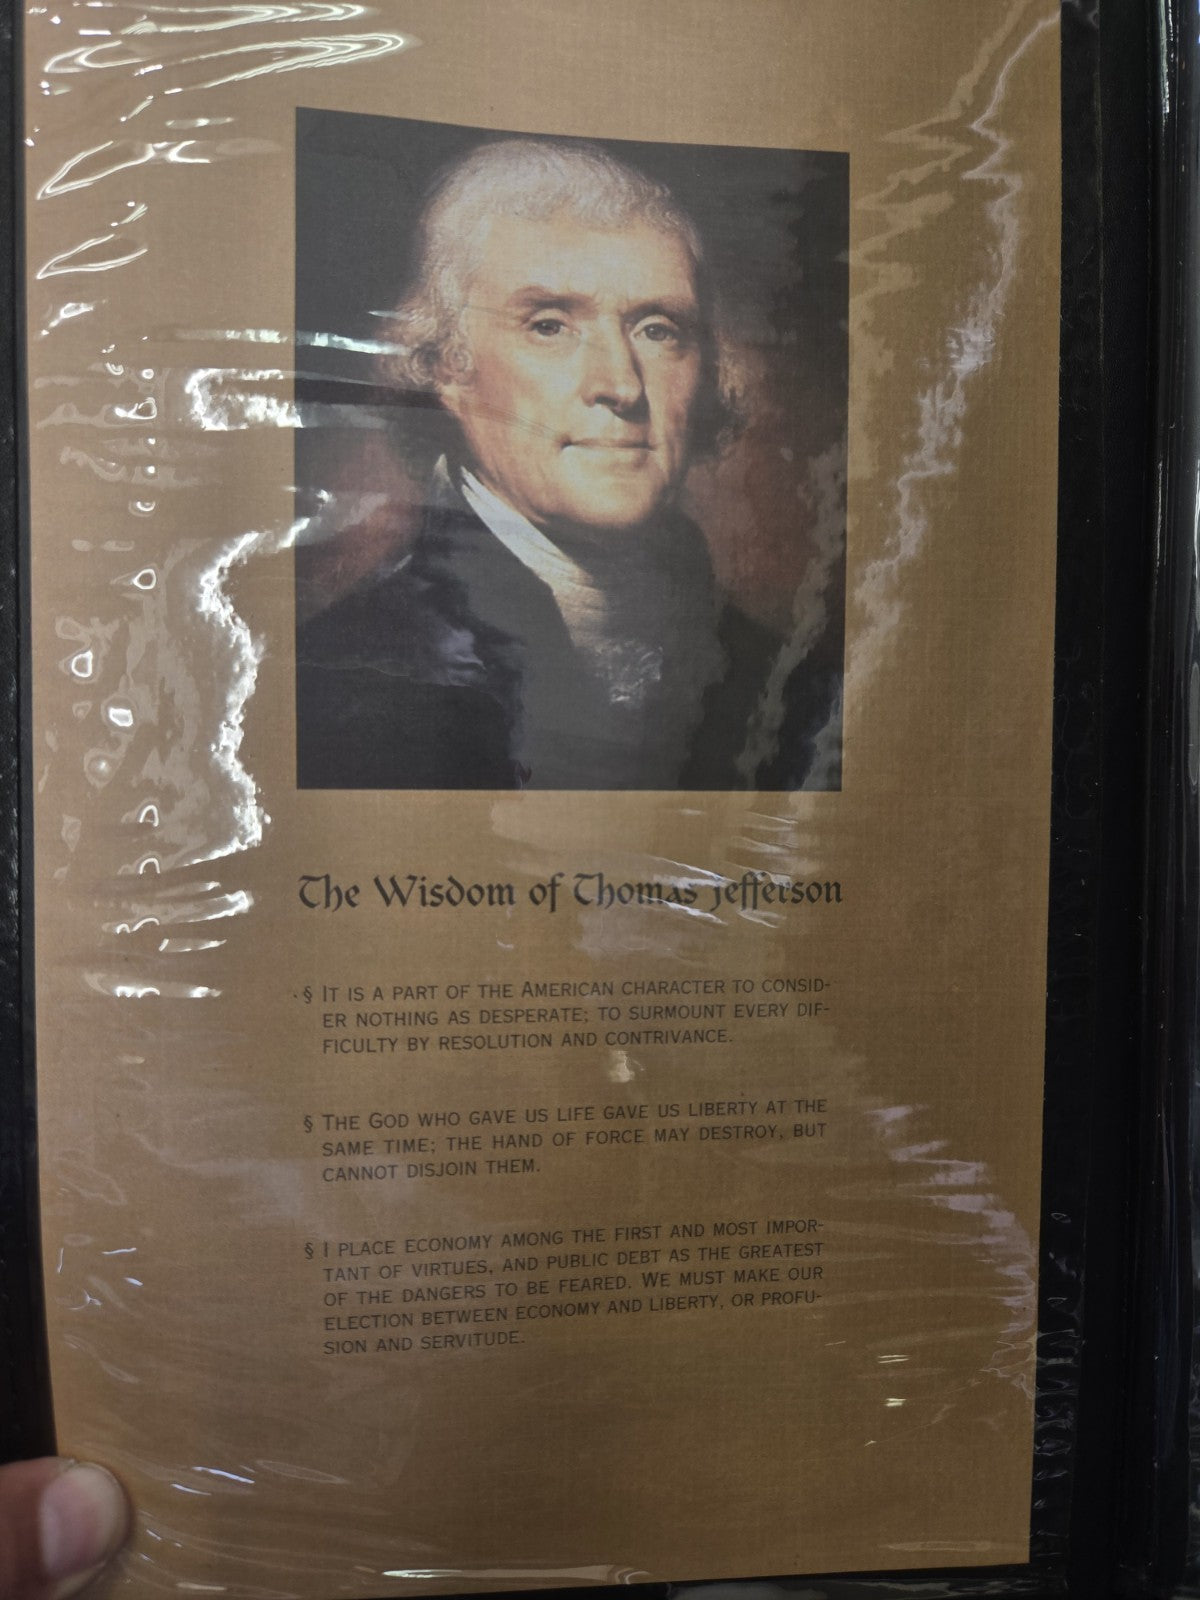 The Wisdom of Thomas Jefferson
§ IT IS A PART OF THE AMERICAN CHARACTER TO CONSID-
ER NOTHING AS DESPERATE; TO SURMOUNT EVERY DIF-
FICULTY BY RESOLUTION AND CONTRIVANCE.
§ THE GOD WHO GAVE US LIFE GAVE US LIBERTY AT THE
SAME TIME; THE HAND OF FORCE MAY DESTROY, BUT
CANNOT DISJOIN THEM.
§ I PLACE ECONOMY AMONG THE FIRST AND MOST IMPOR-
TANT OF VIRTUES, AND PUBLIC DEBT AS THE GREATEST
OF THE DANGERS TO BE FEARED. WE MUST MAKE OUR
ELECTION BETWEEN ECONOMY AND LIBERTY, OR PROFU-
SION AND SERVITUDE.